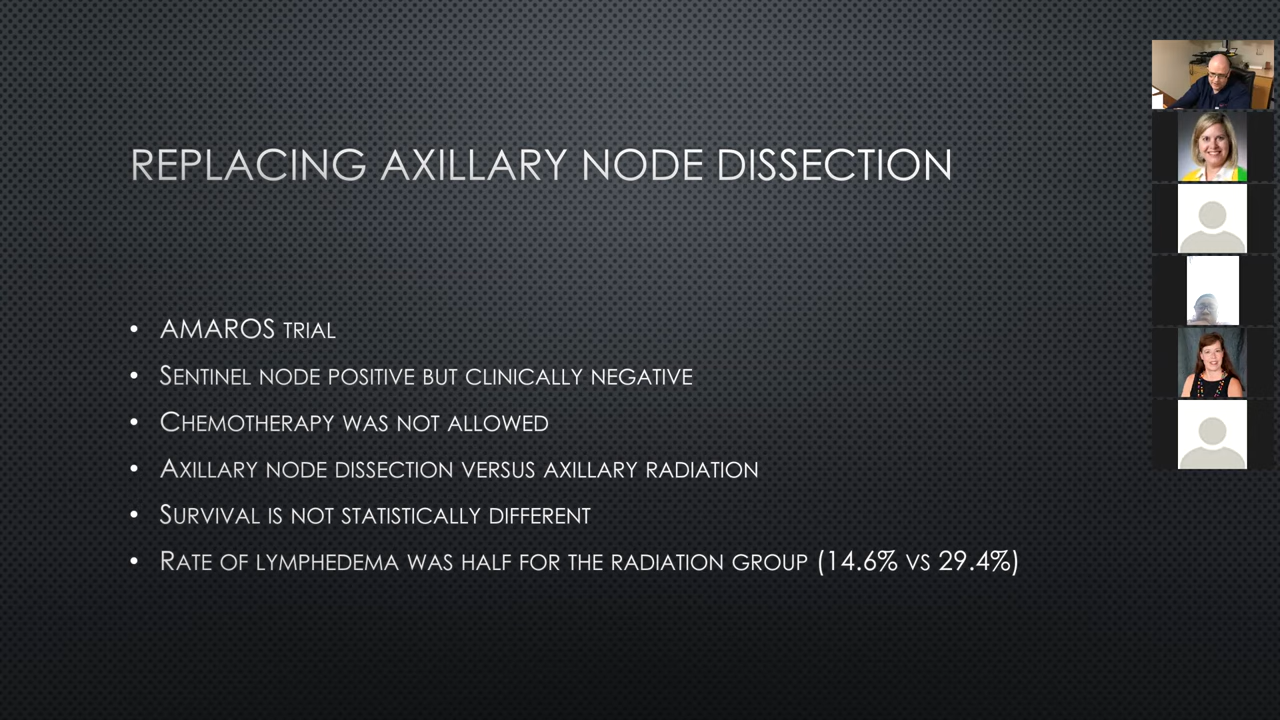 REPLACING AXILLARY NODE DISSECTION
• AMAROS TRIAL
• SENTINEL NODE POSITIVE BUT CLINICALLY NEGATIVE
• CHEMOTHERAPY WAS NOT ALLOWED
• AXILLARY NODE DISSECTION VERSUS AXILLARY RADIATION
• SURVIVAL IS NOT STATISTICALLY DIFFERENT
• RATE OF LYMPHEDEMA WAS HALF FOR THE RADIATION GROUP (14.6% VS 29.4%)